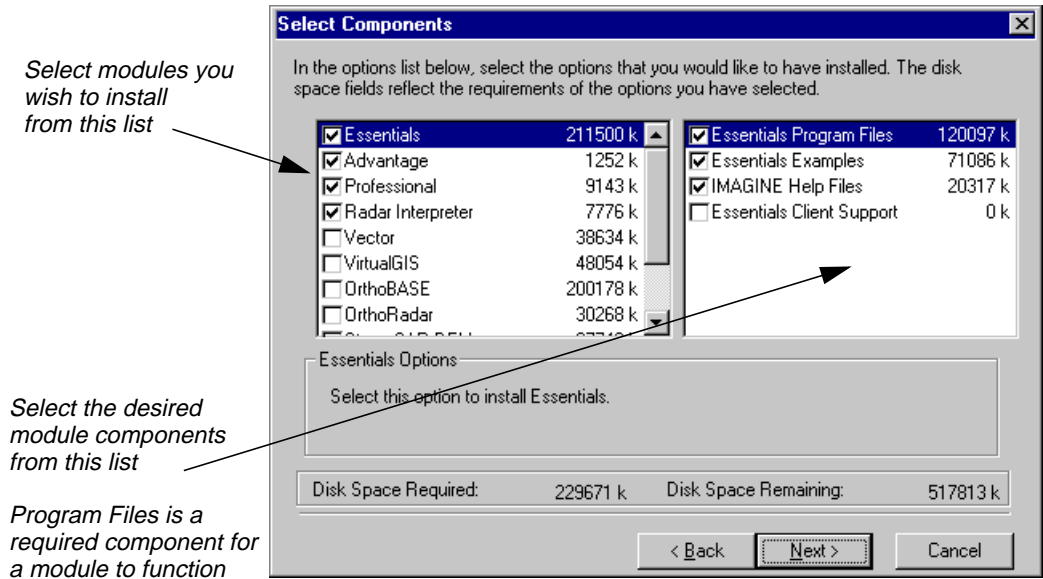 Select Components
Select modules you
wish to install
from this list
In the options list below, select the options that you would like to have installed. The disk
space fields reflect the requirements of the options you have selected.
Essentials 211500 k
Advantage 1252 k
Professional 9143 k
Radar Interpreter 7776 k
Vector 38634 k
VirtualGIS 48054 k
OrthoBASE 200178 k
OrthoRadar 30268 k
Essentials Program Files 120097 k
Essentials Examples 71086 k
IMAGINE Help Files 20317 k
Essentials Client Support 0 k
Essentials Options
Select this option to install Essentials.
Select the desired
module components
from this list
Disk Space Required: 229671 k Disk Space Remaining: 517813 k
Program Files is a
required component for
a module to function
< Back Next > Cancel